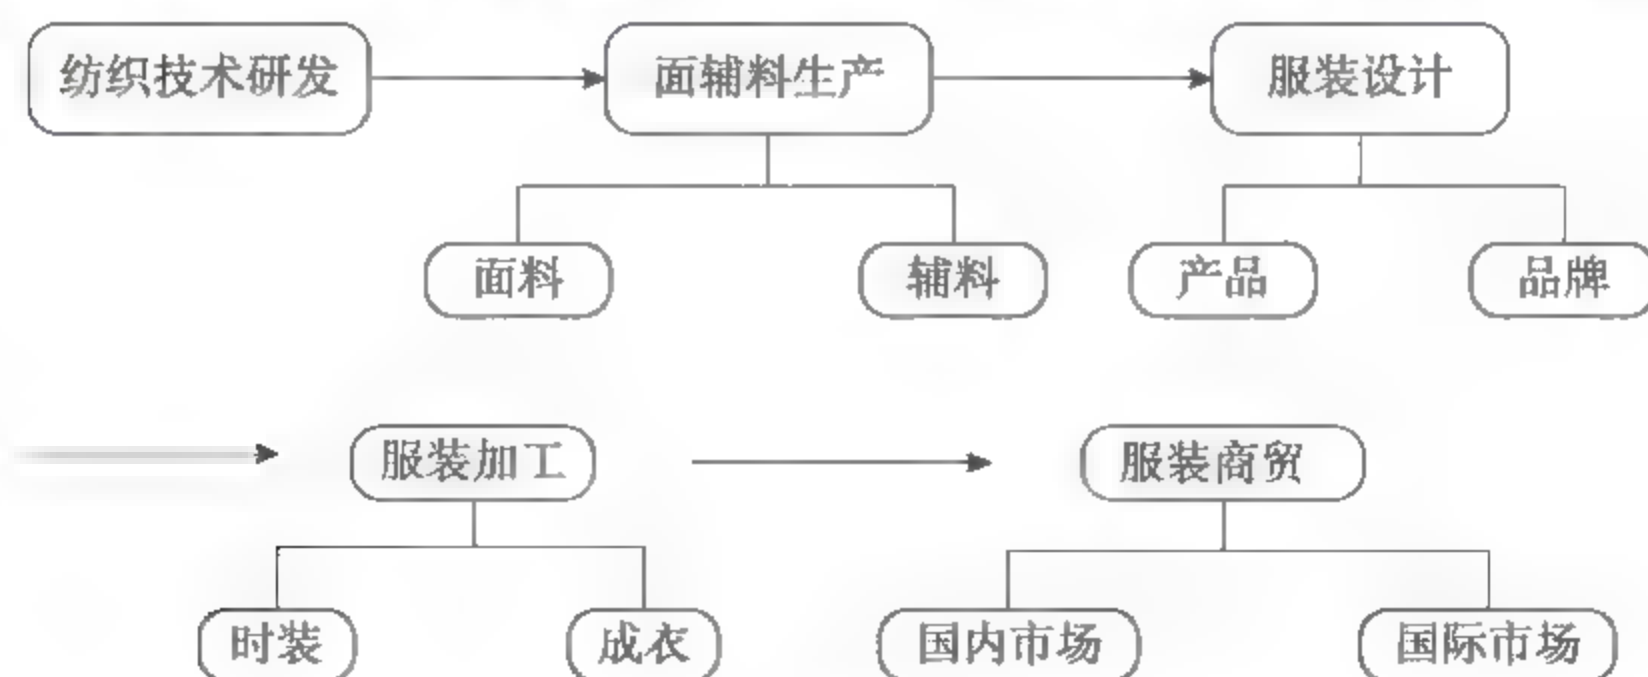 纺织技术研发 面辅料生产 服装设计
面料 辅料 产品 品牌
服装加工 服装商贸
时装 成衣 国内市场 国际市场